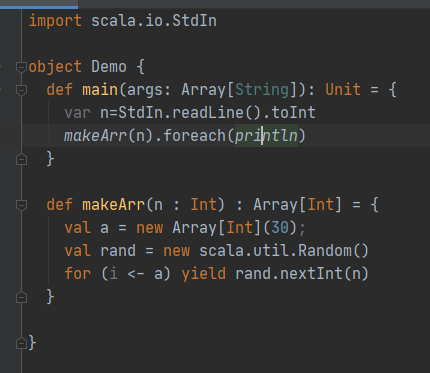 import scala.io.StdIn
object Demo {
def main(args: Array[String]): Unit = {
var n=StdIn.readLine().toInt
makeArr(n).foreach(println)
}
def makeArr(n : Int) : Array[Int] = {
val a = new Array[Int](30);
val rand = new scala.util.Random()
for (i <- a) yield rand.nextInt(n)
}
}